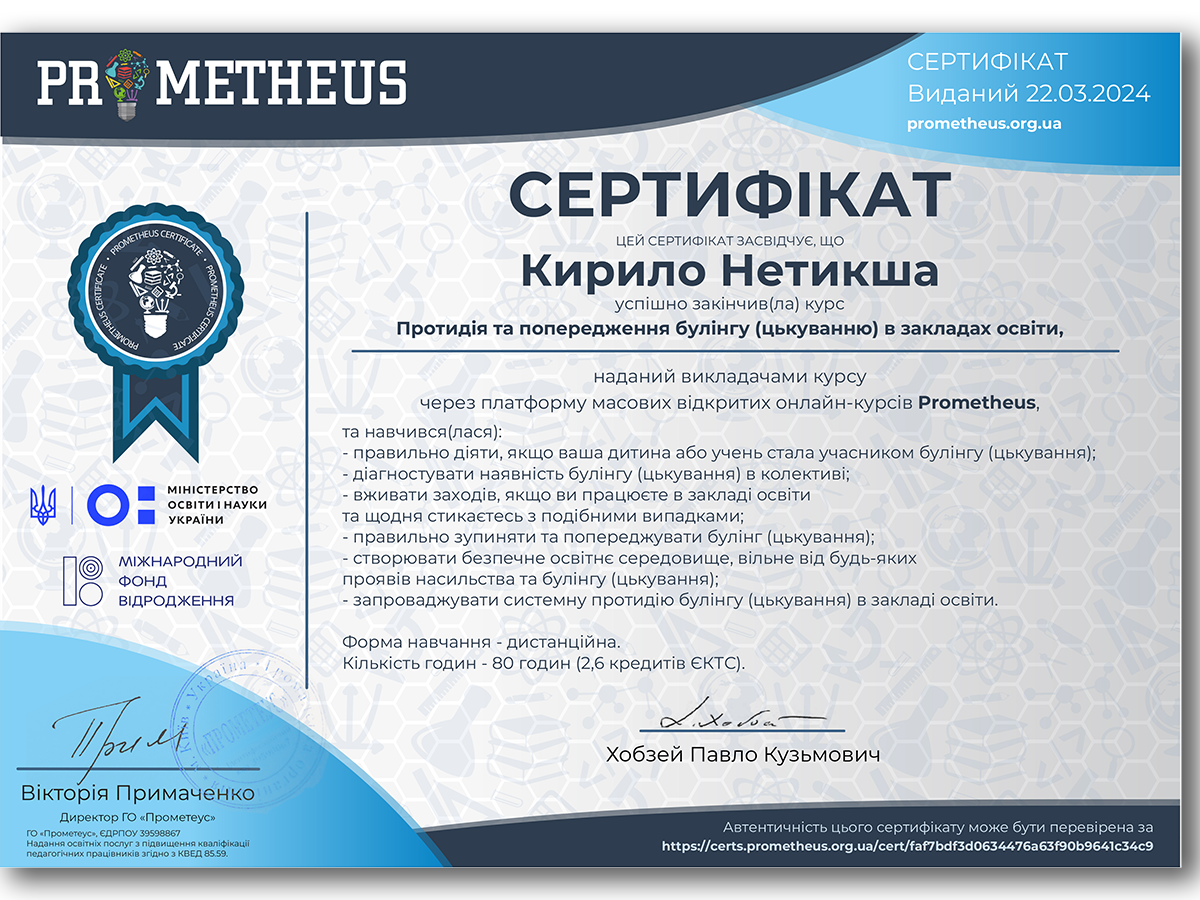 PROMETHEUS
СЕРТИФІКАТ
Виданий 22.03.2024
prometheus.org.ua
СЕРТИФІКАТ
ЦЕЙ СЕРТИФІКАТ ЗАСВІДЧУЄ, ЩО
Кирило Нетикша
успішно закінчив(ла) курс
Протидія та попередження булінгу (цькуванню) в закладах освіти,
наданий викладачами курсу
через платформу масових відкритих онлайн-курсів Prometheus,
та навчився(лася):
- правильно діяти, якщо ваша дитина або учень стала учасником булінгу (цькування);
- діагностувати наявність булінгу (цькування) в колективі;
- вживати заходів, якщо ви працюєте в закладі освіти
та щодня стикаєтесь з подібними випадками;
- правильно зупиняти та попереджувати булінг (цькування);
- створювати безпечне освітнє середовище, вільне від будь-яких
проявів насильства та булінгу (цькування);
- запроваджувати системну протидію булінгу (цькування) в закладі освіти.
Форма навчання - дистанційна.
Кількість годин - 80 годин (2,6 кредитів ЄКТС).
PROMETHEUS CERTIFICATE • PROMETHEUS CERTIFICATE • PROMETHEUS CERTIFICATE •
МІНІСТЕРСТВО
ОСВІТИ І НАУКИ
УКРАЇНИ
МІЖНАРОДНИЙ
ФОНД
ВІДРОДЖЕННЯ
Україна
Київ
Вікторія Примаченко
Директор ГО «Прометеус»
ГО «Прометеус», ЄДРПОУ 39598867
Надання освітніх послуг з підвищення кваліфікації
педагогічних працівників згідно з КВЕД 85.59.
Хобзей Павло Кузьмович
Автентичність цього сертифікату може бути перевірена за
https://certs.prometheus.org.ua/cert/faf7bdf3d0634476a63f90b9641c34c9